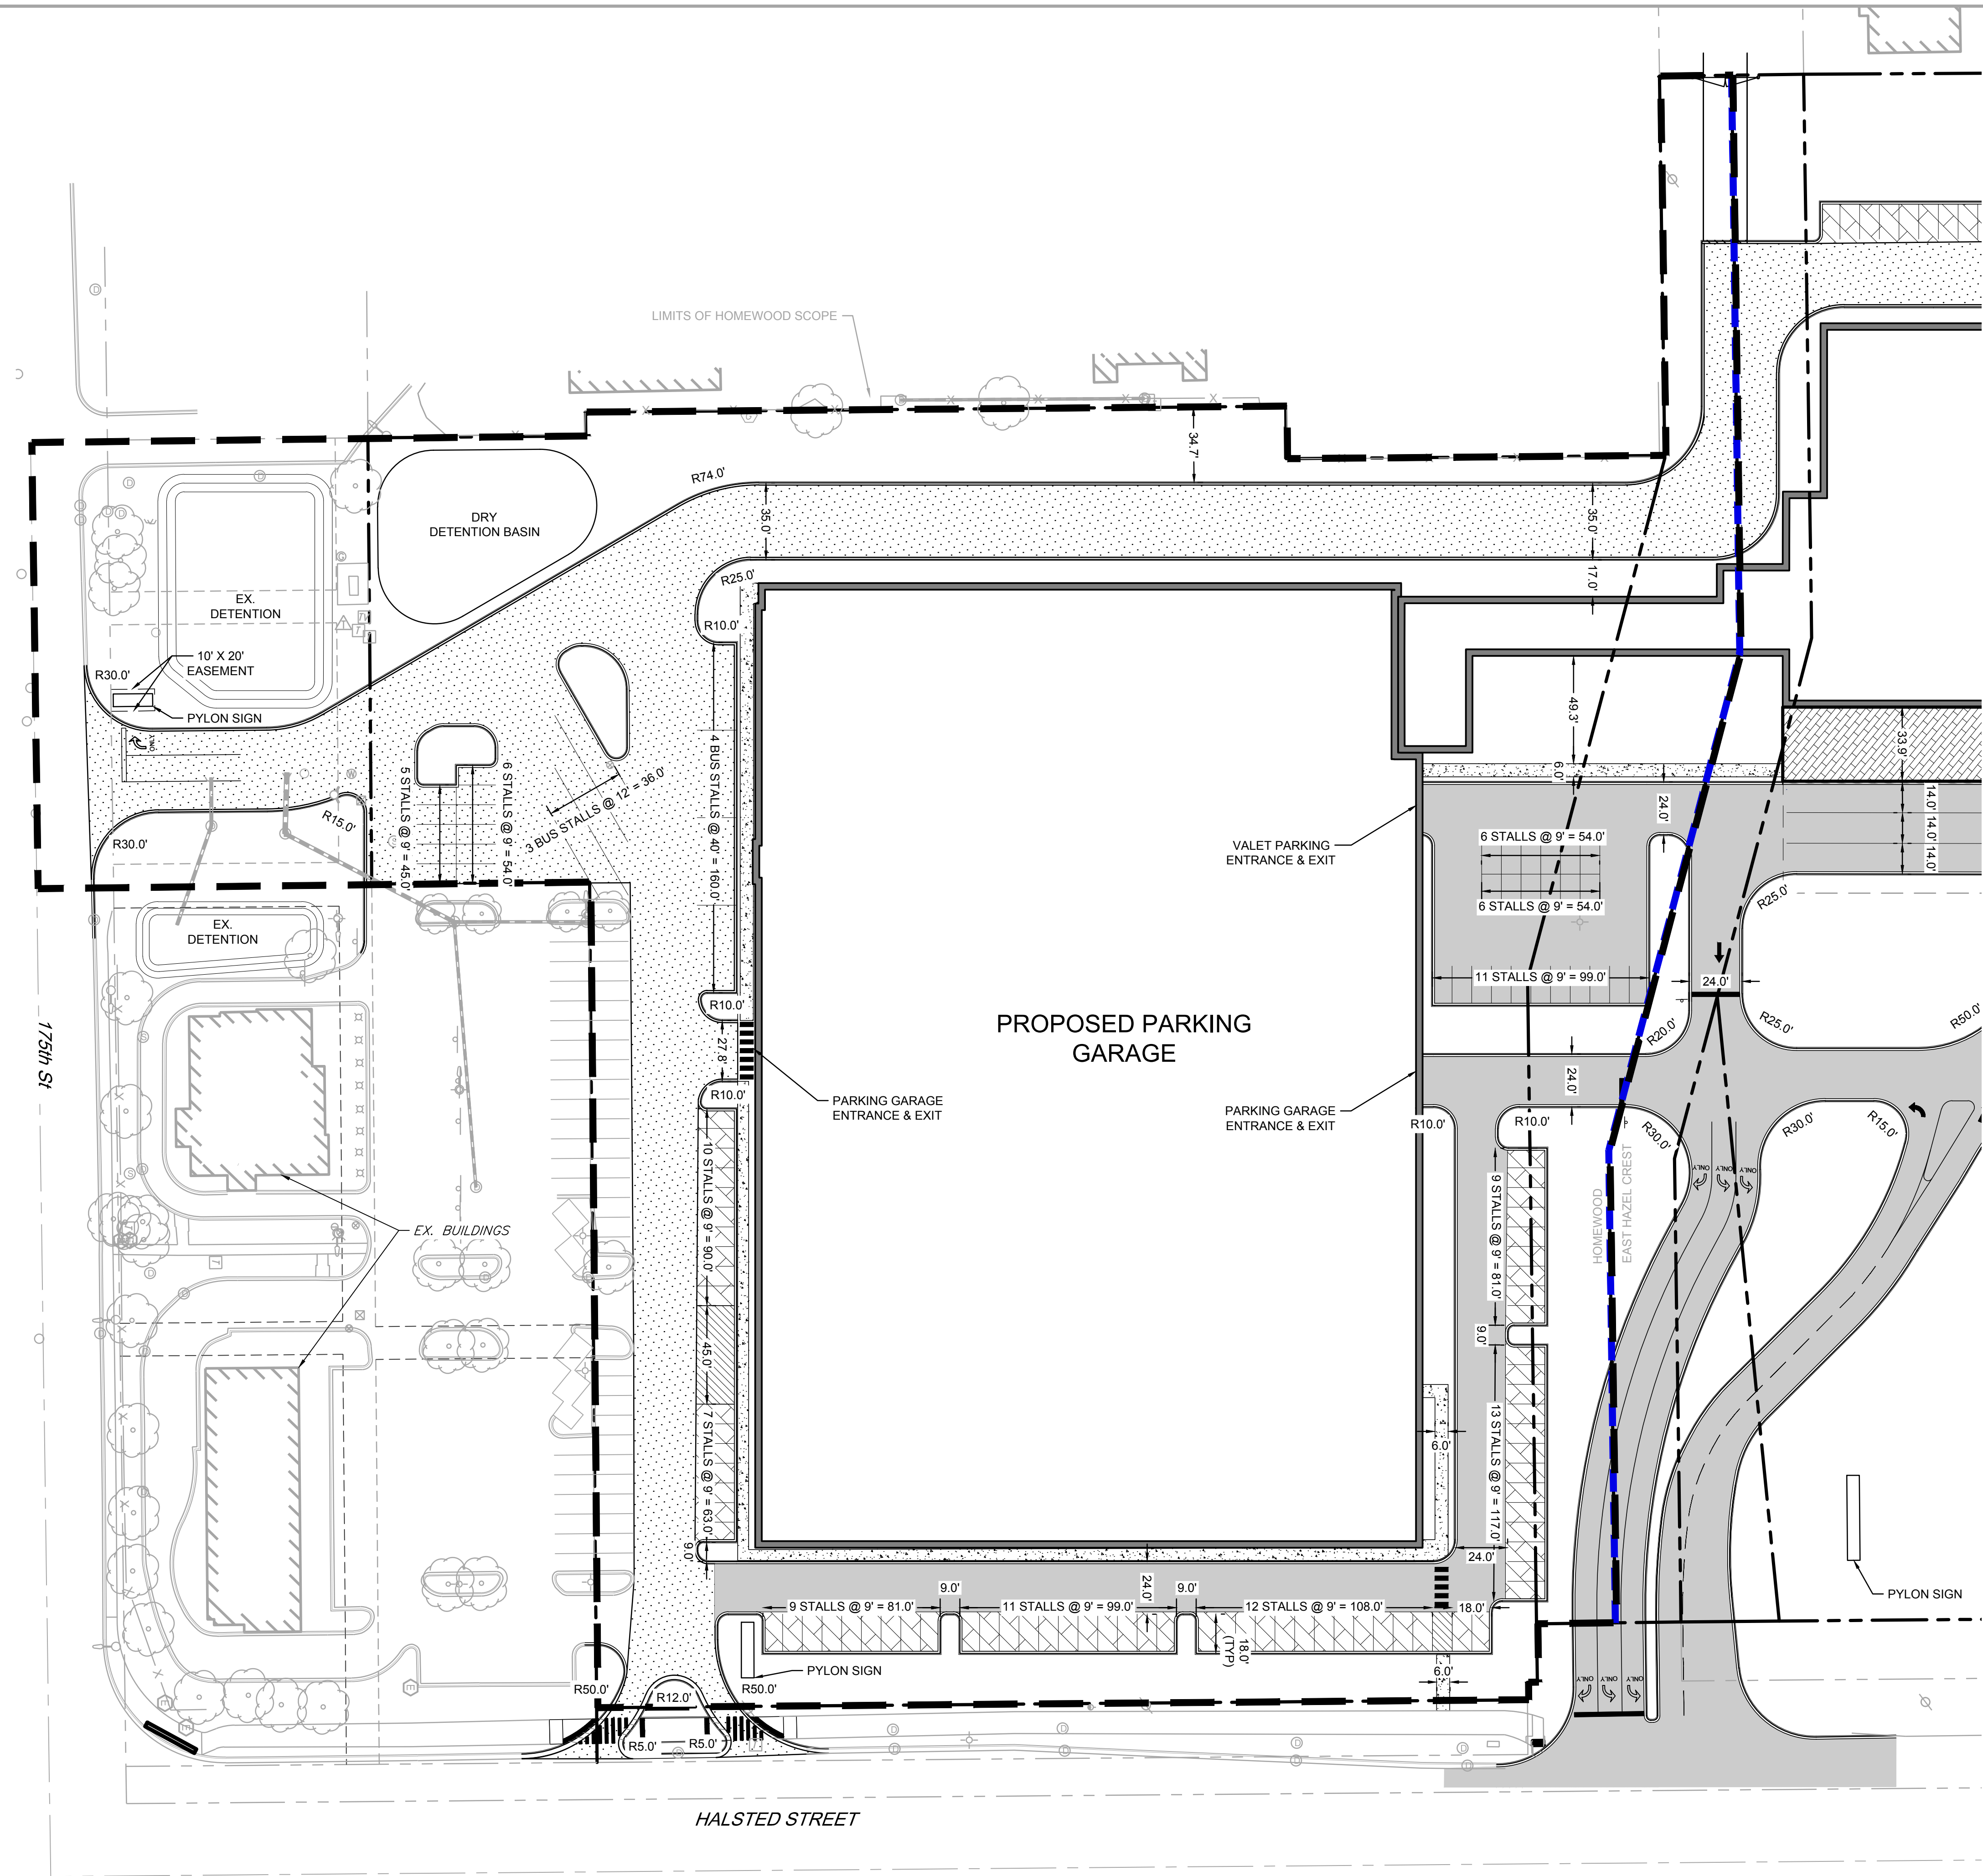 LIMITS OF HOMEWOOD SCOPE
34.7'
R74.0'
35.0'
35.0'
DRY
DETENTION BASIN
17.0'
R25.0'
EX.
DETENTION
R10.0'
10' X 20'
EASEMENT
R30.0'
PYLON SIGN
ONLY
49.3'
33.9'
6.0'
24.0'
14.0'
14.0'
14.0'
4 BUS STALLS @ 40' = 160.0'
5 STALLS @ 9' = 45.0'
6 STALLS @ 9' = 54.0'
3 BUS STALLS @ 12' = 36.0'
R15.0'
R30.0'
VALET PARKING
ENTRANCE & EXIT
6 STALLS @ 9' = 54.0'
6 STALLS @ 9' = 54.0'
R25.0'
EX.
DETENTION
11 STALLS @ 9' = 99.0'
24.0'
R10.0'
27.8'
R10.0'
PROPOSED PARKING
GARAGE
R20.0'
R25.0'
R50.0'
24.0'
175th St
PARKING GARAGE
ENTRANCE & EXIT
PARKING GARAGE
ENTRANCE & EXIT
R10.0'
R10.0'
R30.0'
R30.0'
R15.0'
ONLY
ONLY
ONLY
10 STALLS @ 9' = 90.0'
9 STALLS @ 9' = 81.0'
HOMEWOOD
EAST HAZEL CREST
EX. BUILDINGS
9.0'
45.0'
7 STALLS @ 9' = 63.0'
13 STALLS @ 9' = 117.0'
6.0'
9.0'
24.0'
9.0'
24.0'
9.0'
9 STALLS @ 9' = 81.0'
11 STALLS @ 9' = 99.0'
12 STALLS @ 9' = 108.0'
18.0'
18.0'
(TYP)
PYLON SIGN
PYLON SIGN
6.0'
R50.0'
R12.0'
R50.0'
ONLY
ONLY
ONLY
R5.0'
R5.0'
HALSTED STREET